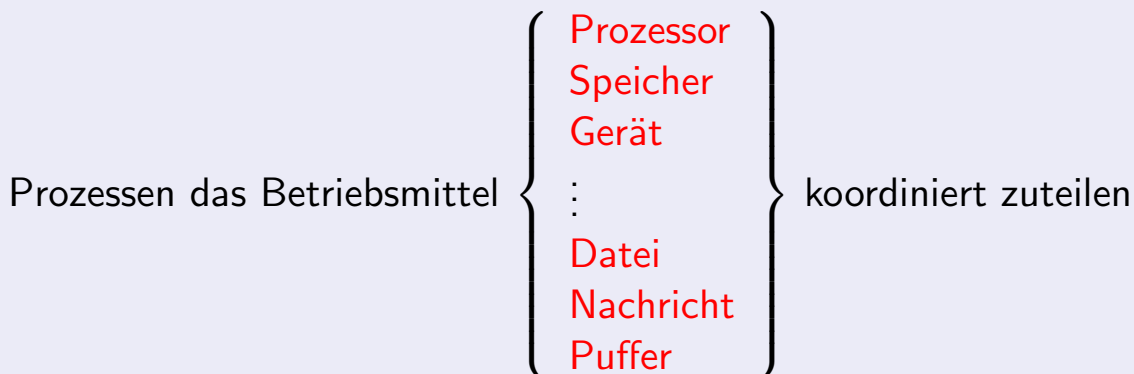 Prozessor
Speicher
Gerät
Prozessen das Betriebsmittel { ⋮ } koordiniert zuteilen
Datei
Nachricht
Puffer